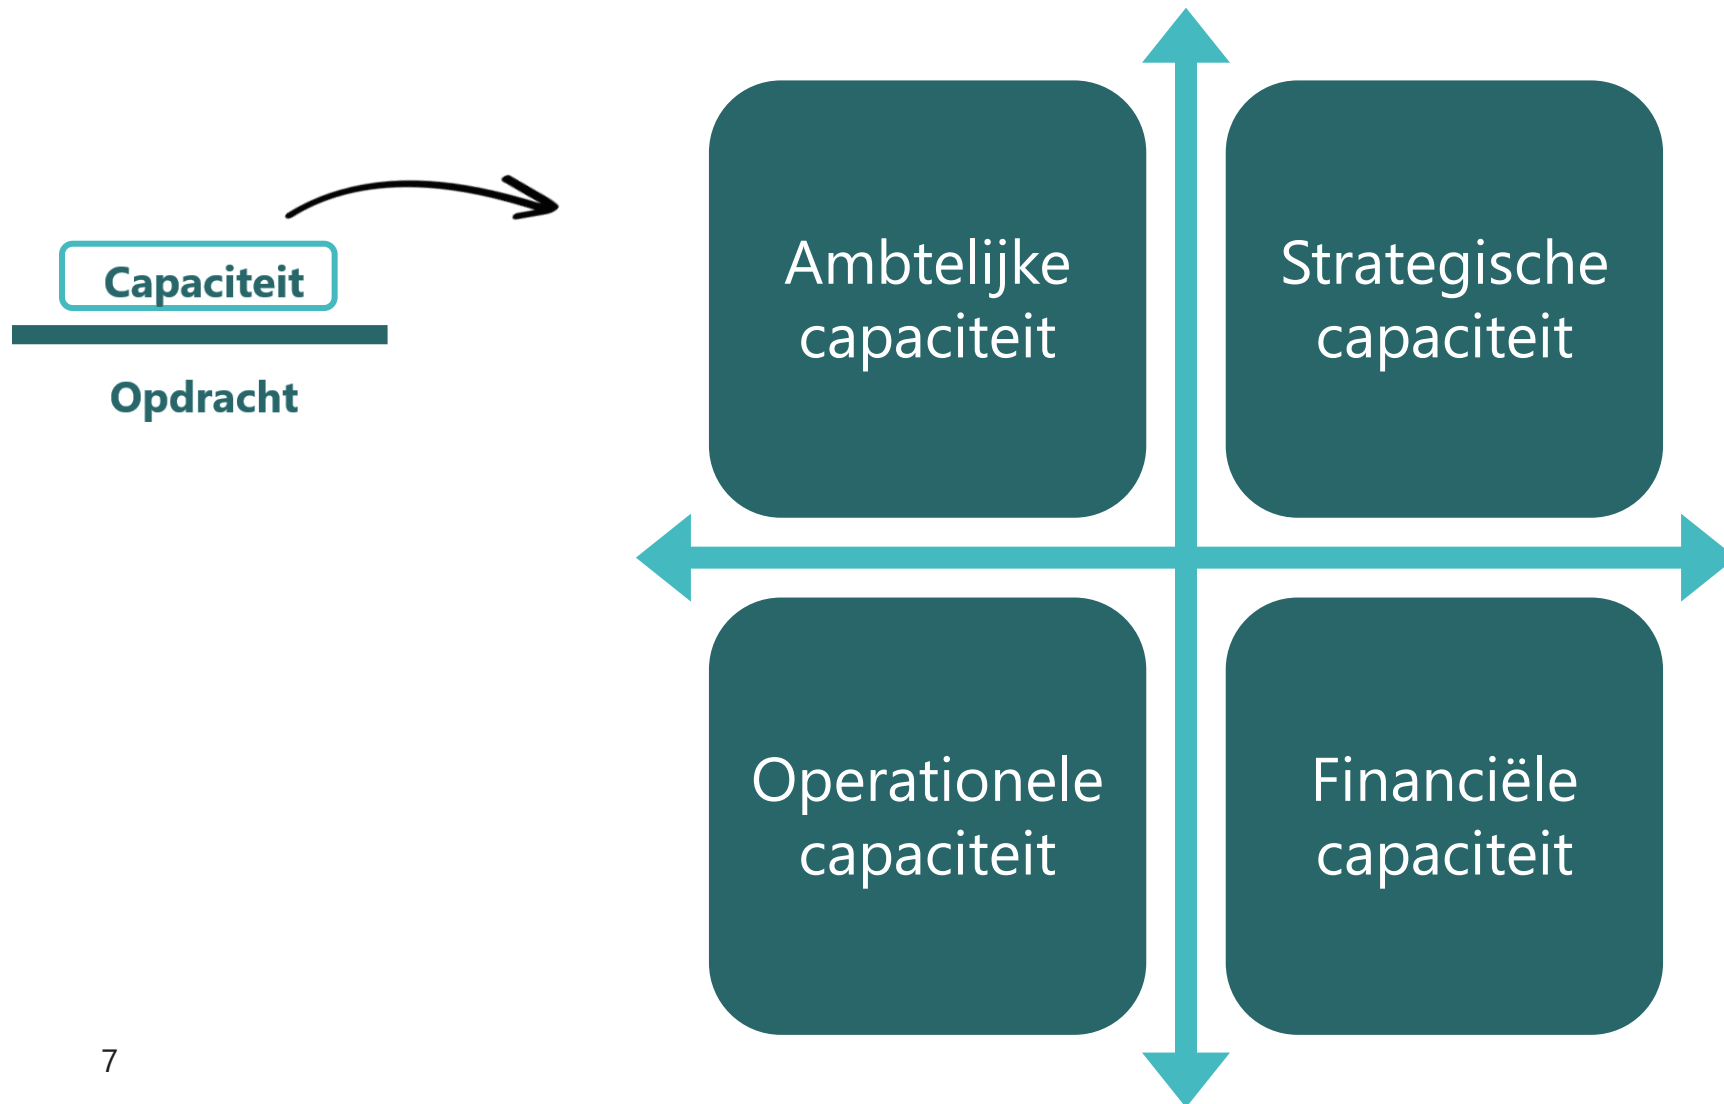 Capaciteit
Opdracht
Ambtelijke
capaciteit
Strategische
capaciteit
Operationele
capaciteit
Financiële
capaciteit
7